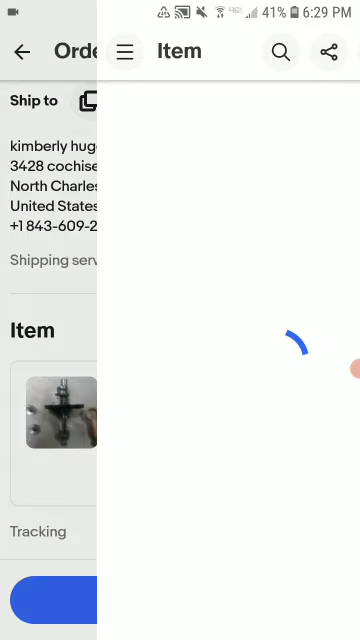 41% 6:29 PM
Orde
Item
Ship to
kimberly hug
3428 cochise
North Charles
United States
+1 843-609-2
Shipping serv
Item
Tracking